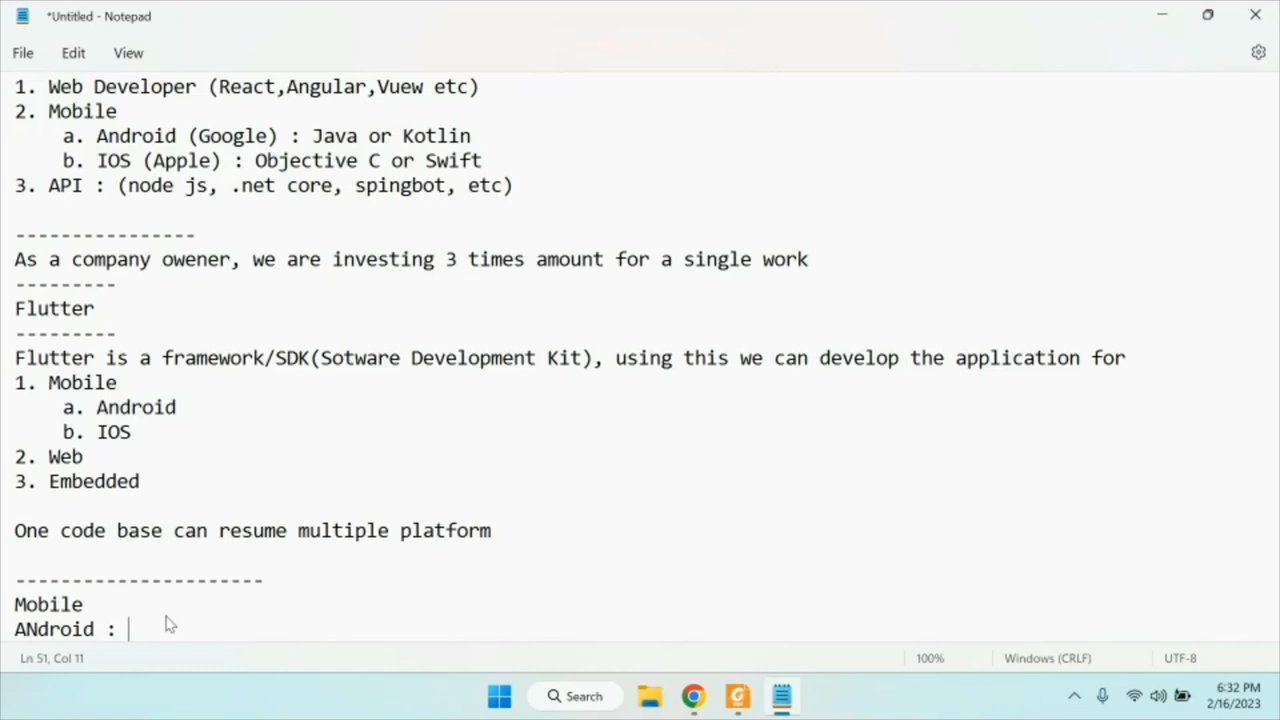 *Untitled - Notepad
File Edit View
1. Web Developer (React,Angular,Vuew etc)
2. Mobile
a. Android (Google) : Java or Kotlin
b. IOS (Apple) : Objective C or Swift
3. API : (node js, .net core, spingbot, etc)
----------------
As a company owener, we are investing 3 times amount for a single work
---------
Flutter
---------
Flutter is a framework/SDK(Sotware Development Kit), using this we can develop the application for
1. Mobile
a. Android
b. IOS
2. Web
3. Embedded
One code base can resume multiple platform
----------------------
Mobile
ANdroid :
Ln 51, Col 11 100% Windows (CRLF) UTF-8
Search
6:32 PM
2/16/2023